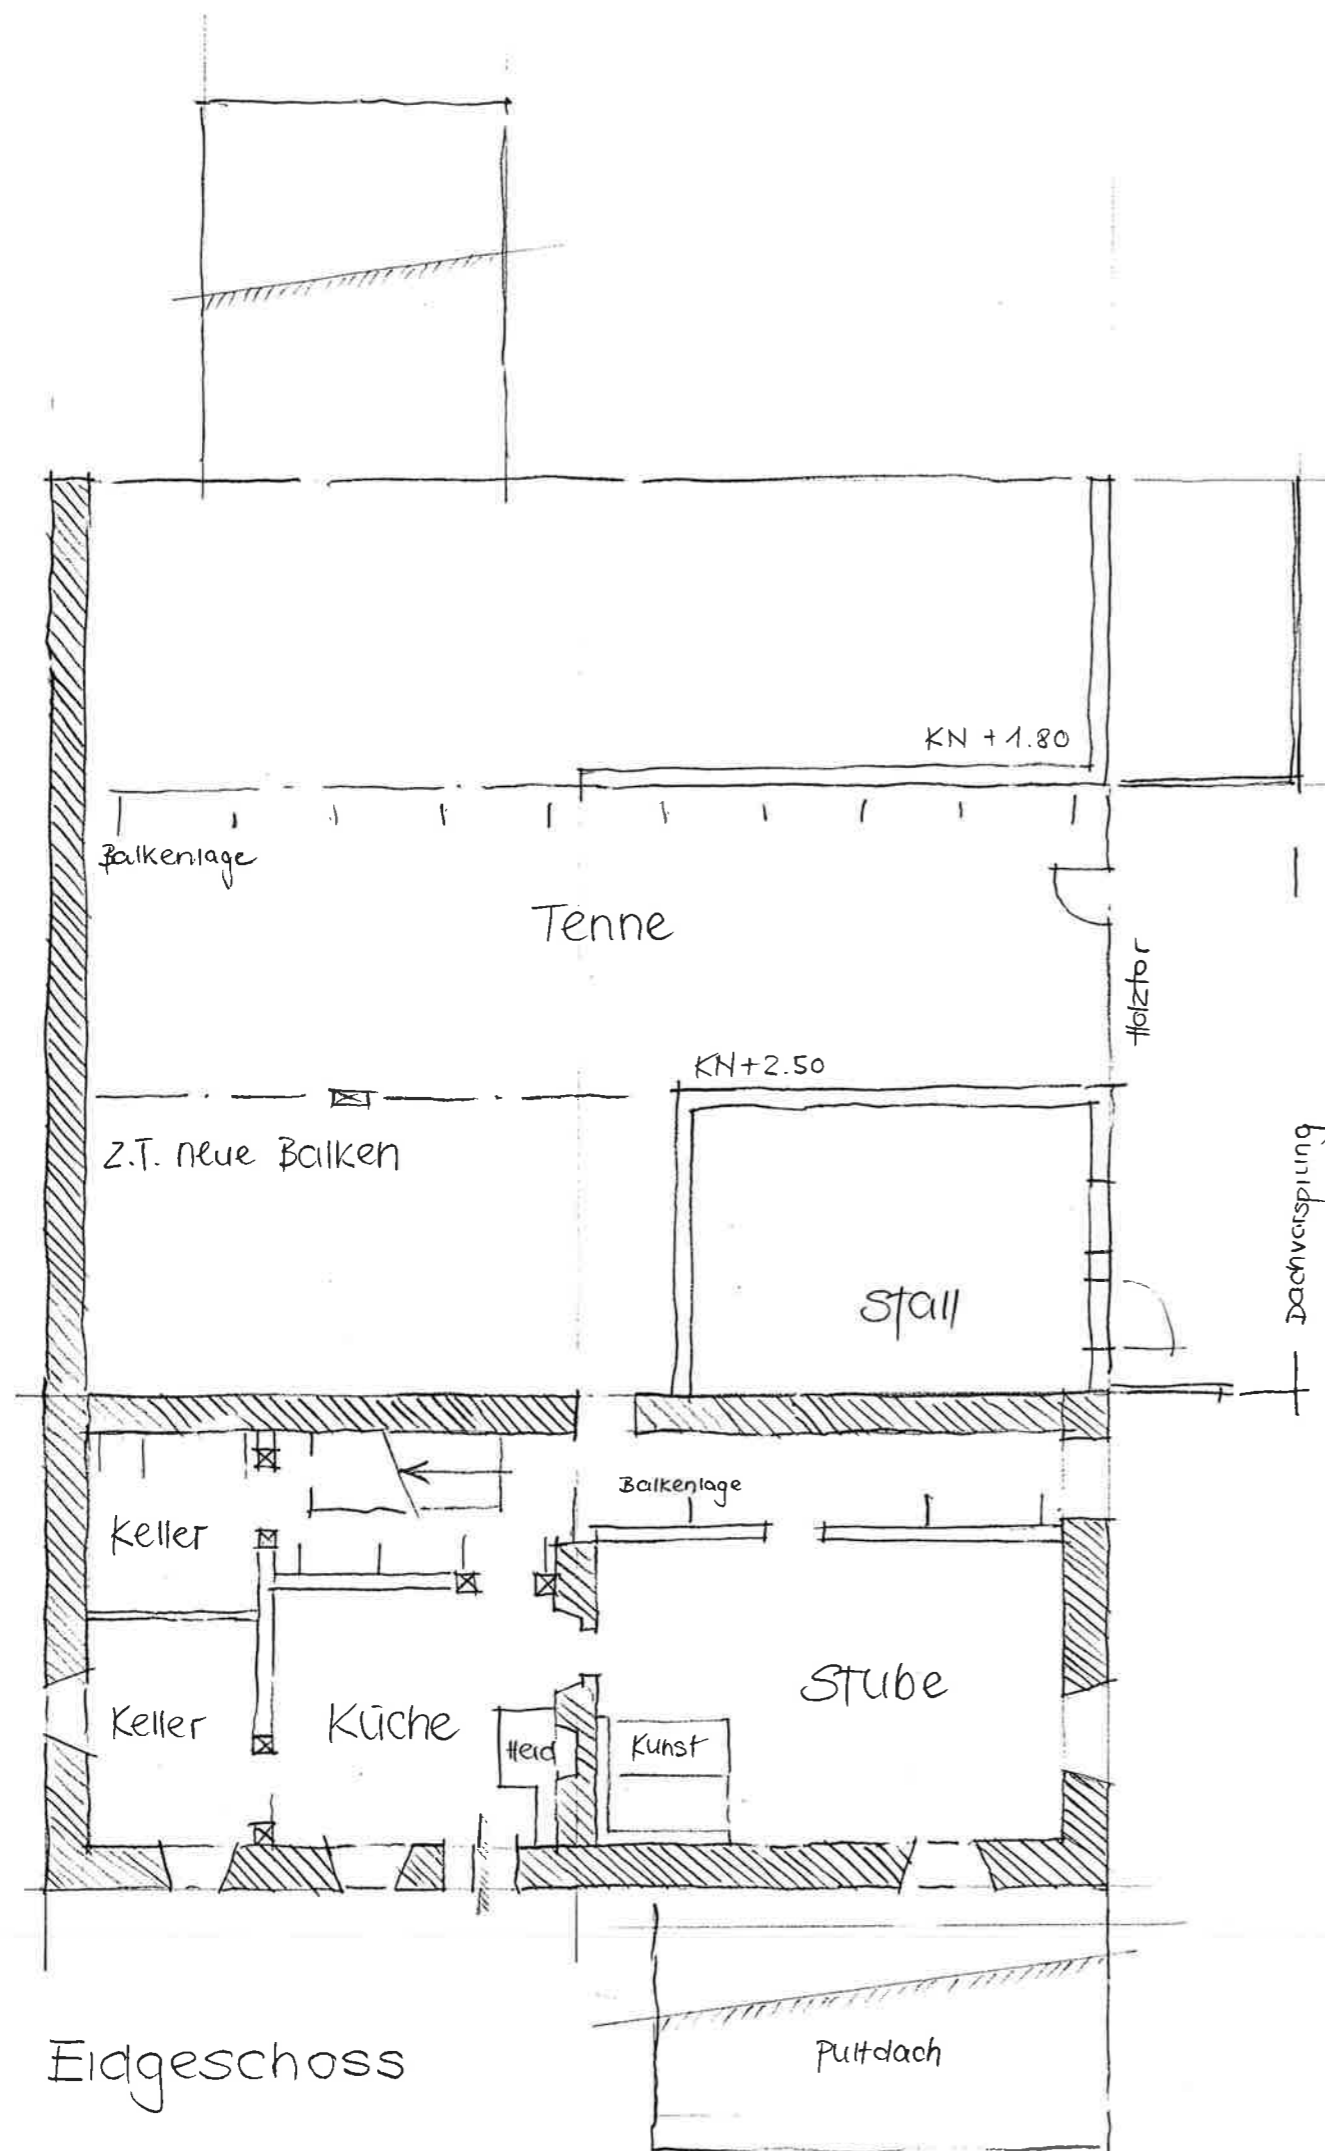 KN + 1.80
Balkenlage
Tenne
Holztor
KN+2.50
Z.T. neue Balken
Dachvorsprung
Stall
Balkenlage
Keller
Stube
Keller
Küche
Herd
Kunst
Erdgeschoss
Pultdach